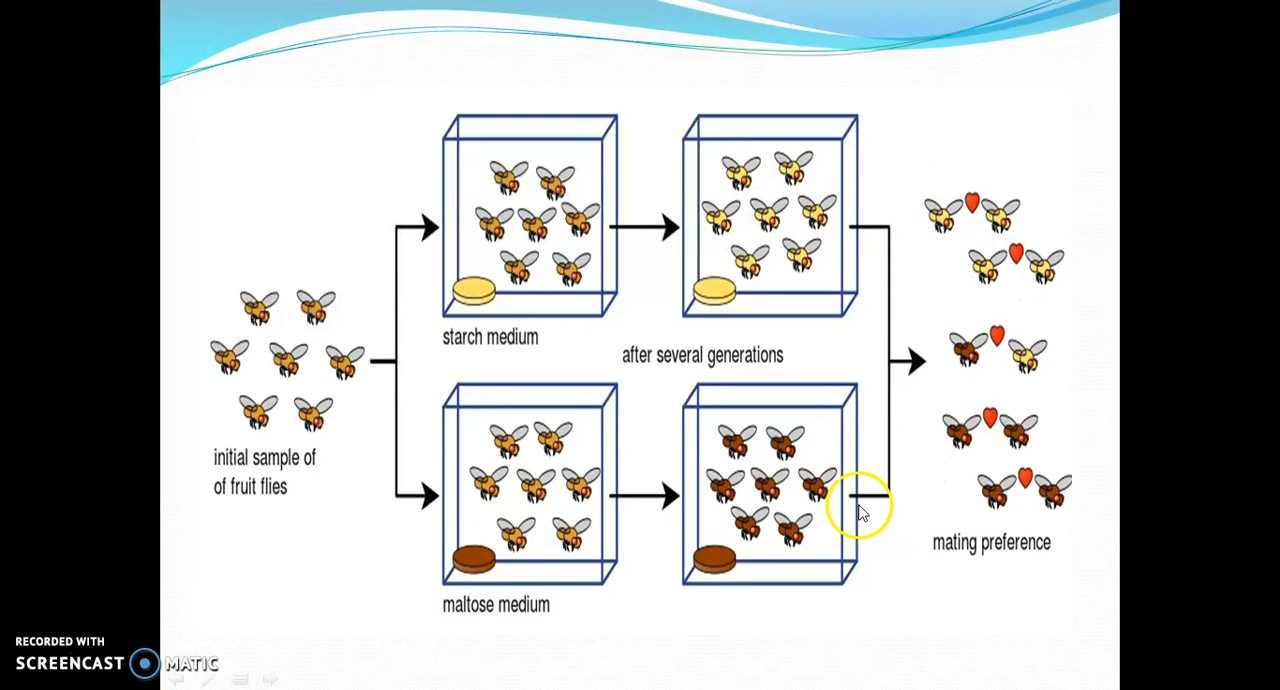 starch medium
after several generations
initial sample of
of fruit flies
mating preference
maltose medium
RECORDED WITH
SCREENCAST MATIC